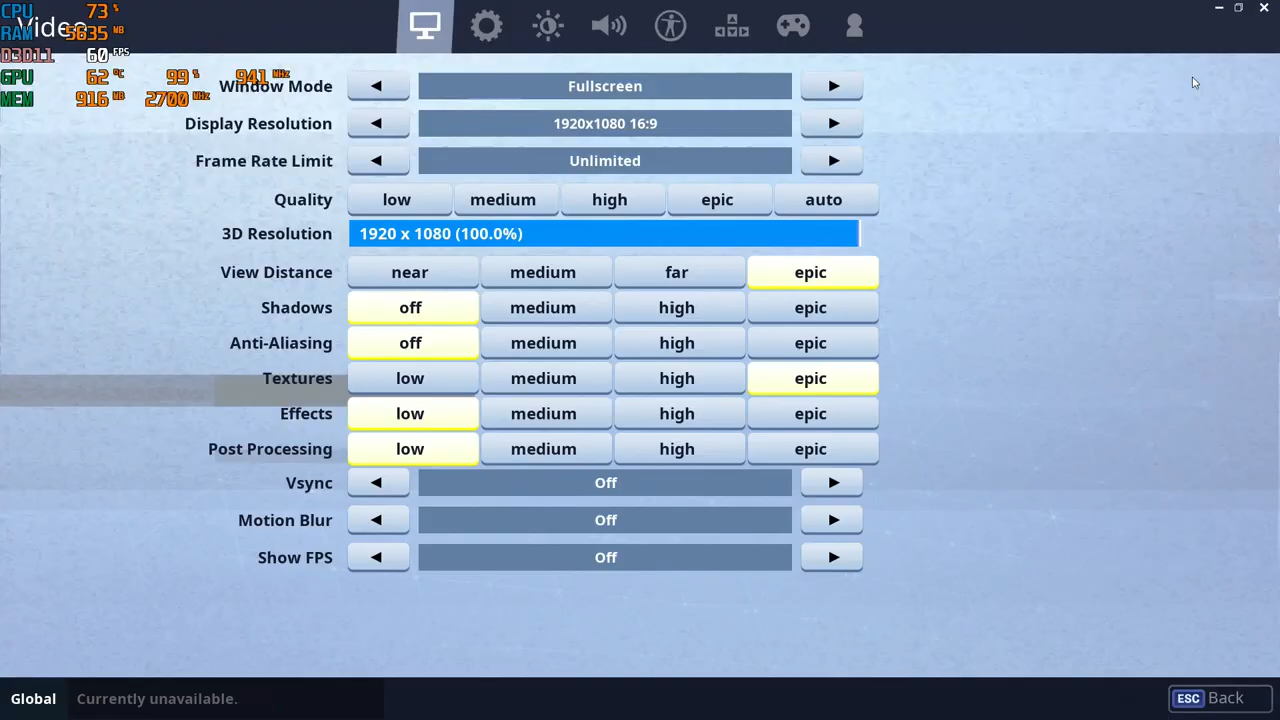 Video
CPU 73 %
RAM 5635 MB
D3D11 60 FPS
GPU 62 °C 99 % 941 MHz
MEM 916 MB 2700 MHz
Window Mode ◄ Fullscreen ►
Display Resolution ◄ 1920x1080 16:9 ►
Frame Rate Limit ◄ Unlimited ►
Quality low medium high epic auto
3D Resolution 1920 x 1080 (100.0%)
View Distance near medium far epic
Shadows off medium high epic
Anti-Aliasing off medium high epic
Textures low medium high epic
Effects low medium high epic
Post Processing low medium high epic
Vsync ◄ Off ►
Motion Blur ◄ Off ►
Show FPS ◄ Off ►
Global Currently unavailable.
ESC Back